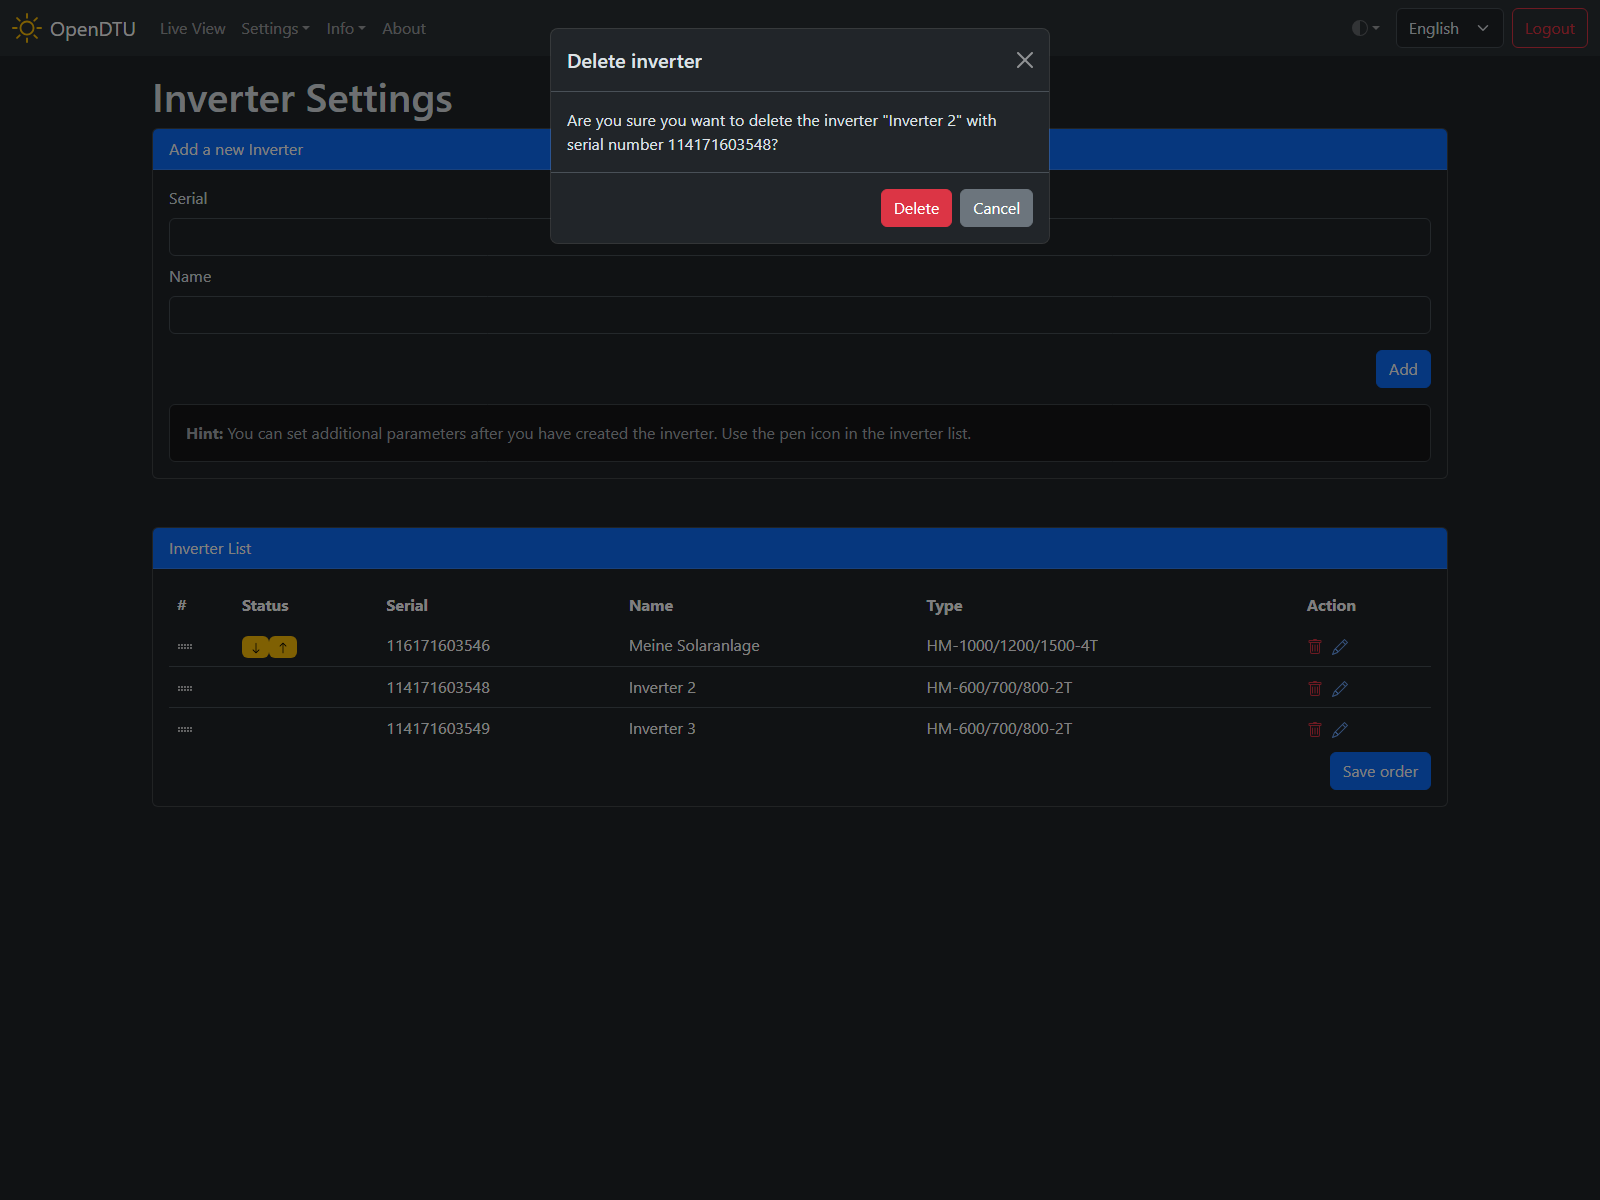 OpenDTU Live View Settings Info About English Logout
Delete inverter
Are you sure you want to delete the inverter "Inverter 2" with
serial number 114171603548?
Delete Cancel
Inverter Settings
Add a new Inverter
Serial
Name
Add
Hint: You can set additional parameters after you have created the inverter. Use the pen icon in the inverter list.
Inverter List
# Status Serial Name Type Action
116171603546 Meine Solaranlage HM-1000/1200/1500-4T
114171603548 Inverter 2 HM-600/700/800-2T
114171603549 Inverter 3 HM-600/700/800-2T
Save order